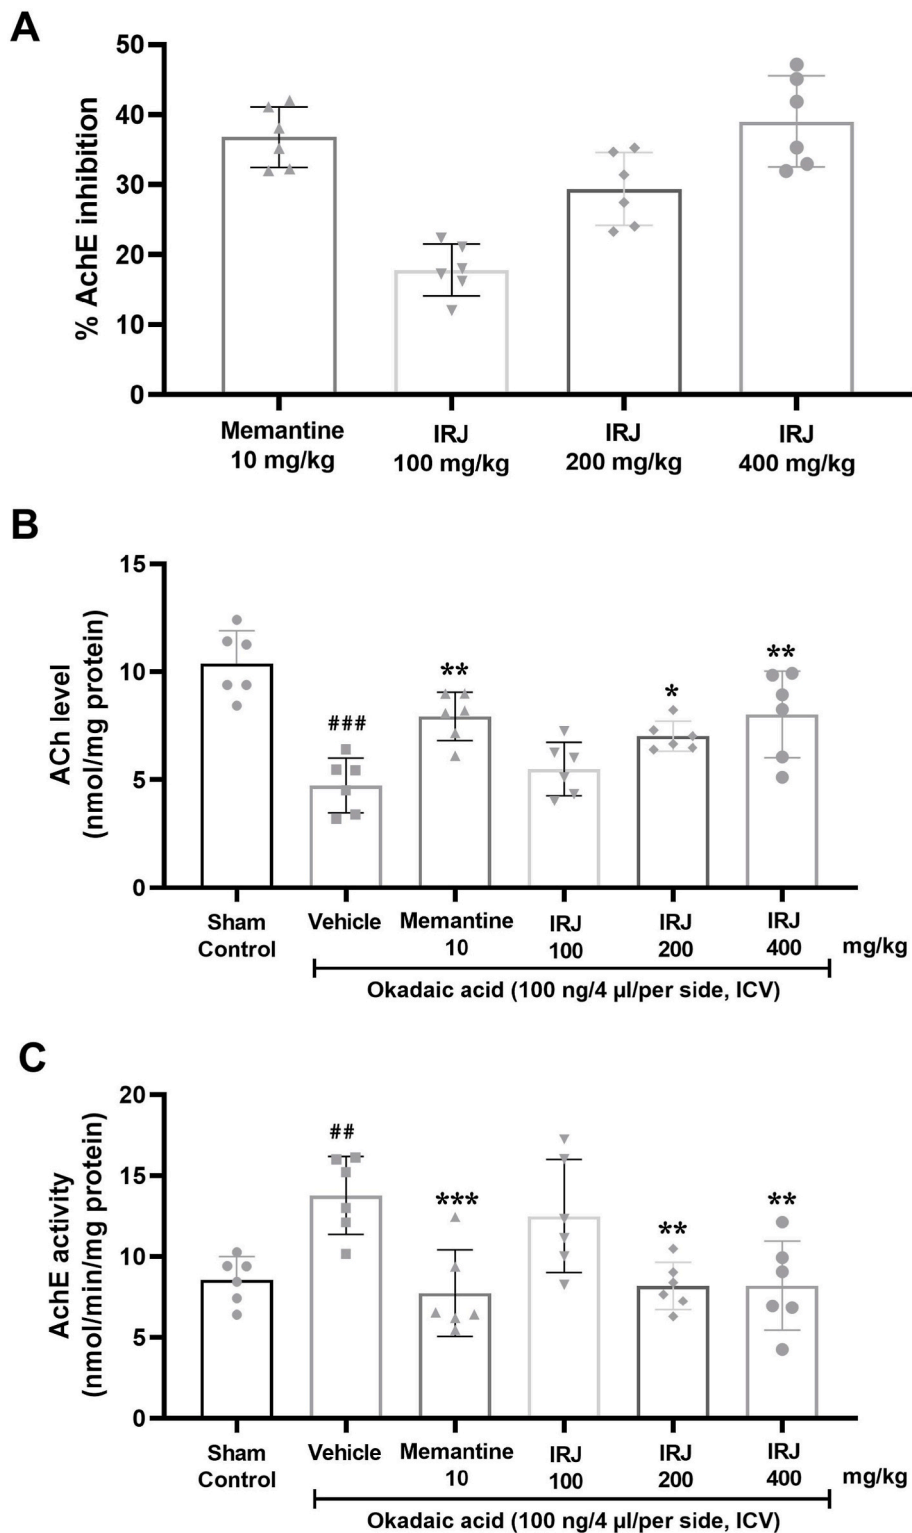 A
50
40
30
20
10
0
% AchE inhibition
Memantine
10 mg/kg
IRJ
100 mg/kg
IRJ
200 mg/kg
IRJ
400 mg/kg
B
15
10
5
0
ACh level
(nmol/mg protein)
###
**
*
**
Sham
Control
Vehicle
Memantine
10
IRJ
100
IRJ
200
IRJ
400
mg/kg
Okadaic acid (100 ng/4 µl/per side, ICV)
C
20
15
10
5
0
AchE activity
(nmol/min/mg protein)
##
***
**
**
Sham
Control
Vehicle
Memantine
10
IRJ
100
IRJ
200
IRJ
400
mg/kg
Okadaic acid (100 ng/4 µl/per side, ICV)